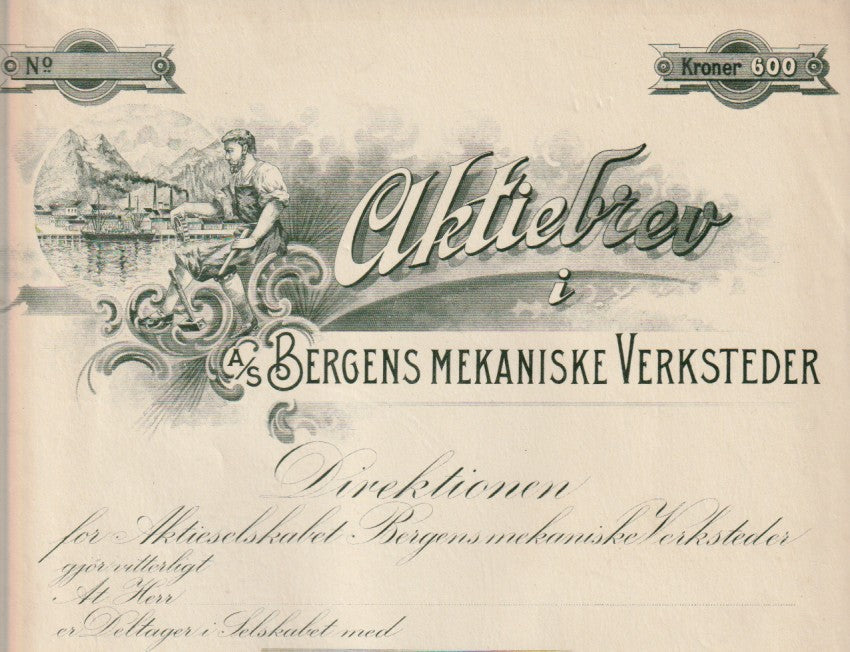 Nº
Kroner 600
Aktiebrev
i
A/S BERGENS MEKANISKE VERKSTEDER
Direktionen
for Aktieselskabet Bergens mekaniske Verksteder
gjør vitterligt
At Herr
er Deltager i Selskabet med